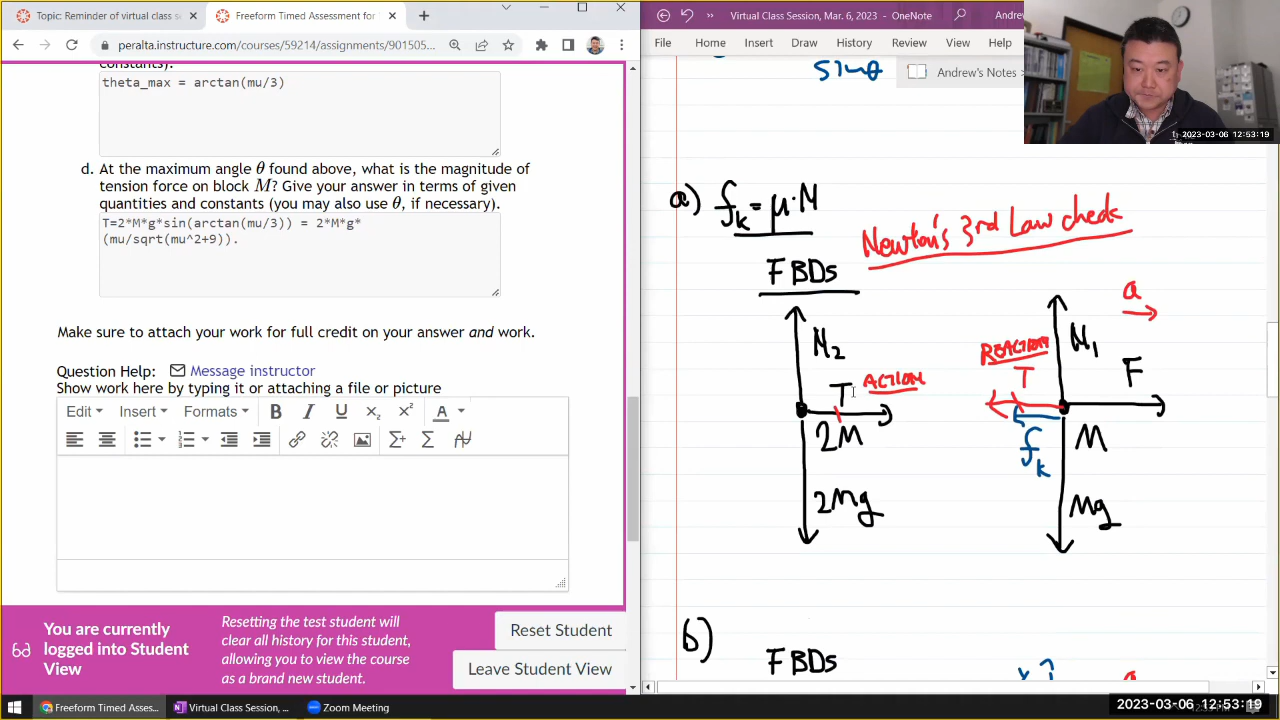 Topic: Reminder of virtual class s
Freeform Timed Assessment for
peralta.instructure.com/courses/59214/assignments/901505...
constants).
theta_max = arctan(mu/3)
d. At the maximum angle θ found above, what is the magnitude of
tension force on block M? Give your answer in terms of given
quantities and constants (you may also use θ, if necessary).
T=2*M*g*sin(arctan(mu/3)) = 2*M*g*
(mu/sqrt(mu^2+9)).
Make sure to attach your work for full credit on your answer and work.
Question Help: Message instructor
Show work here by typing it or attaching a file or picture
Edit Insert Formats B I U X₂ X² A
You are currently
logged into Student
View
Resetting the test student will
clear all history for this student,
allowing you to view the course
as a brand new student.
Reset Student
Leave Student View
Virtual Class Session, Mar. 6, 2023 - OneNote
Andrew
File Home Insert Draw History Review View Help
sinθ
Andrew's Notes >
2023-03-06 12:53:19
a) fk = μ·M
Newton's 3rd Law check
FBDs
N2
T ACTION
2M
2Mg
a
REACTION
T
N1
F
fk
M
Mg
b)
FBDs
a
Freeform Timed Asses...
Virtual Class Session, ...
Zoom Meeting
2023-03-06 12:53:19